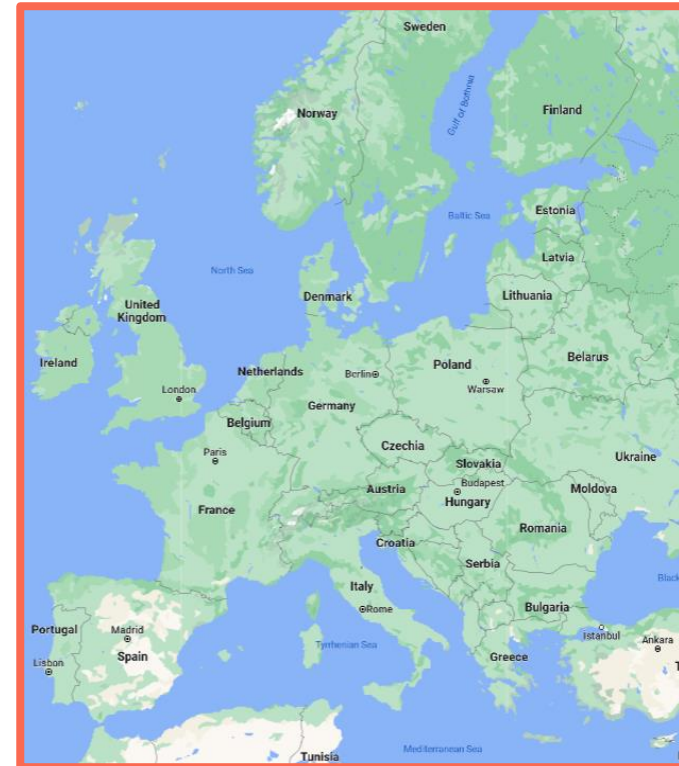 Sweden
Norway
Finland
Gulf of Bothnia
Estonia
Baltic Sea
Latvia
North Sea
Denmark
Lithuania
United
Kingdom
Ireland
Netherlands
Berlin
Poland
Belarus
London
Warsaw
Germany
Belgium
Paris
Czechia
Ukraine
Slovakia
Austria
Budapest
Hungary
Moldova
France
Romania
Croatia
Serbia
Italy
Black
Rome
Bulgaria
Portugal
Madrid
Istanbul
Ankara
Tyrrhenian Sea
Spain
Greece
T
Lisbon
Mediterranean Sea
Tunisia